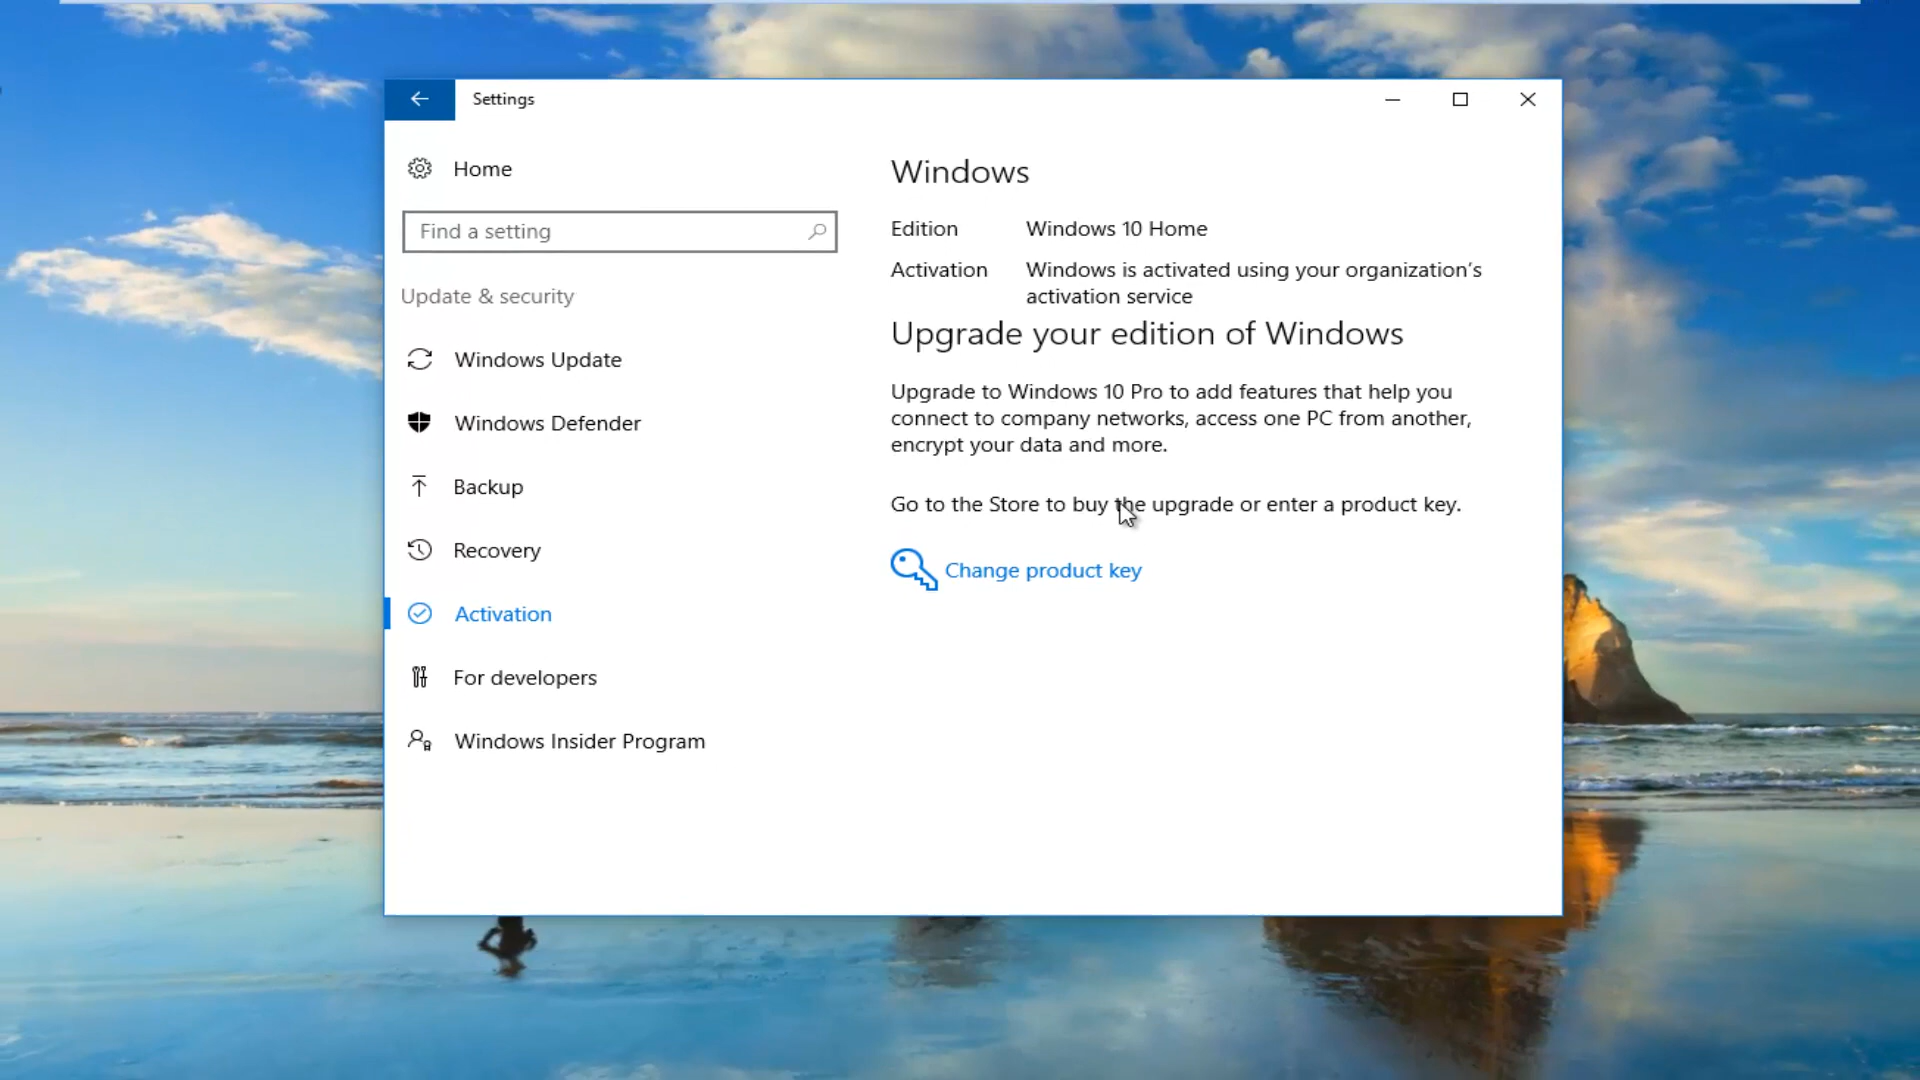 Settings
Home
Find a setting
Update & security
Windows Update
Windows Defender
Backup
Recovery
Activation
For developers
Windows Insider Program
Windows
Edition Windows 10 Home
Activation Windows is activated using your organization's
activation service
Upgrade your edition of Windows
Upgrade to Windows 10 Pro to add features that help you
connect to company networks, access one PC from another,
encrypt your data and more.
Go to the Store to buy the upgrade or enter a product key.
Change product key